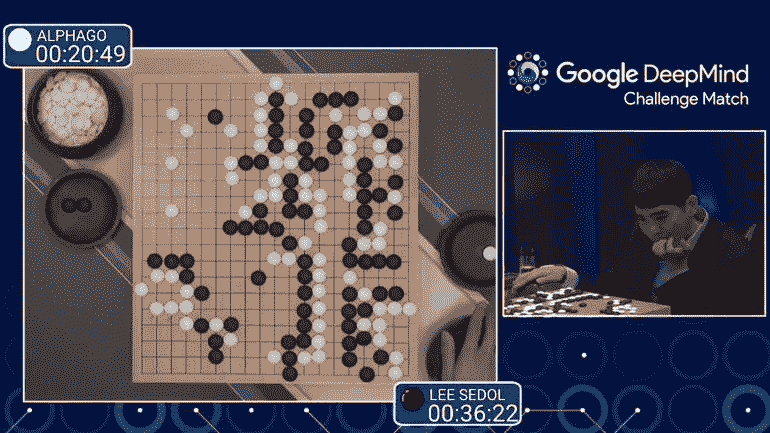 ALPHAGO
00:20:49
Google DeepMind
Challenge Match
LEE SEDOL
00:36:22